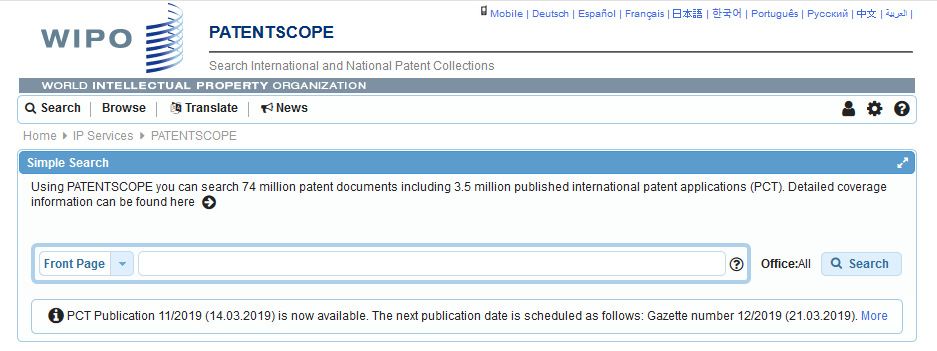 Mobile | Deutsch | Español | Français | 日本語 | 한국어 | Português | Русский | 中文 | العربية |
WIPO
PATENTSCOPE
Search International and National Patent Collections
WORLD INTELLECTUAL PROPERTY ORGANIZATION
Search | Browse | Translate | News
Home IP Services PATENTSCOPE
Simple Search
Using PATENTSCOPE you can search 74 million patent documents including 3.5 million published international patent applications (PCT). Detailed coverage
information can be found here
Front Page Office:All Search
PCT Publication 11/2019 (14.03.2019) is now available. The next publication date is scheduled as follows: Gazette number 12/2019 (21.03.2019). More